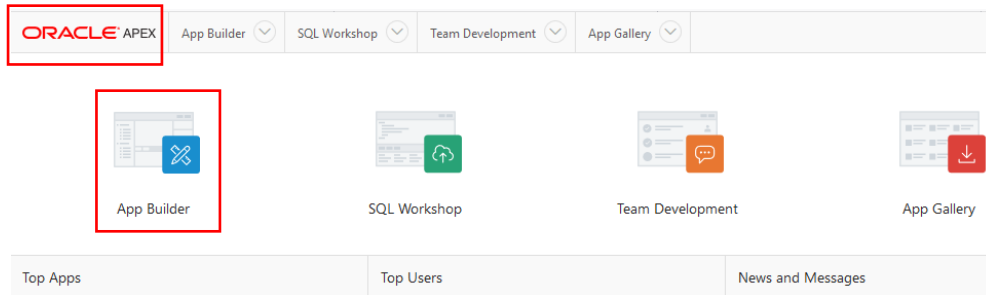 ORACLE APEX App Builder SQL Workshop Team Development App Gallery
App Builder SQL Workshop Team Development App Gallery
Top Apps Top Users News and Messages